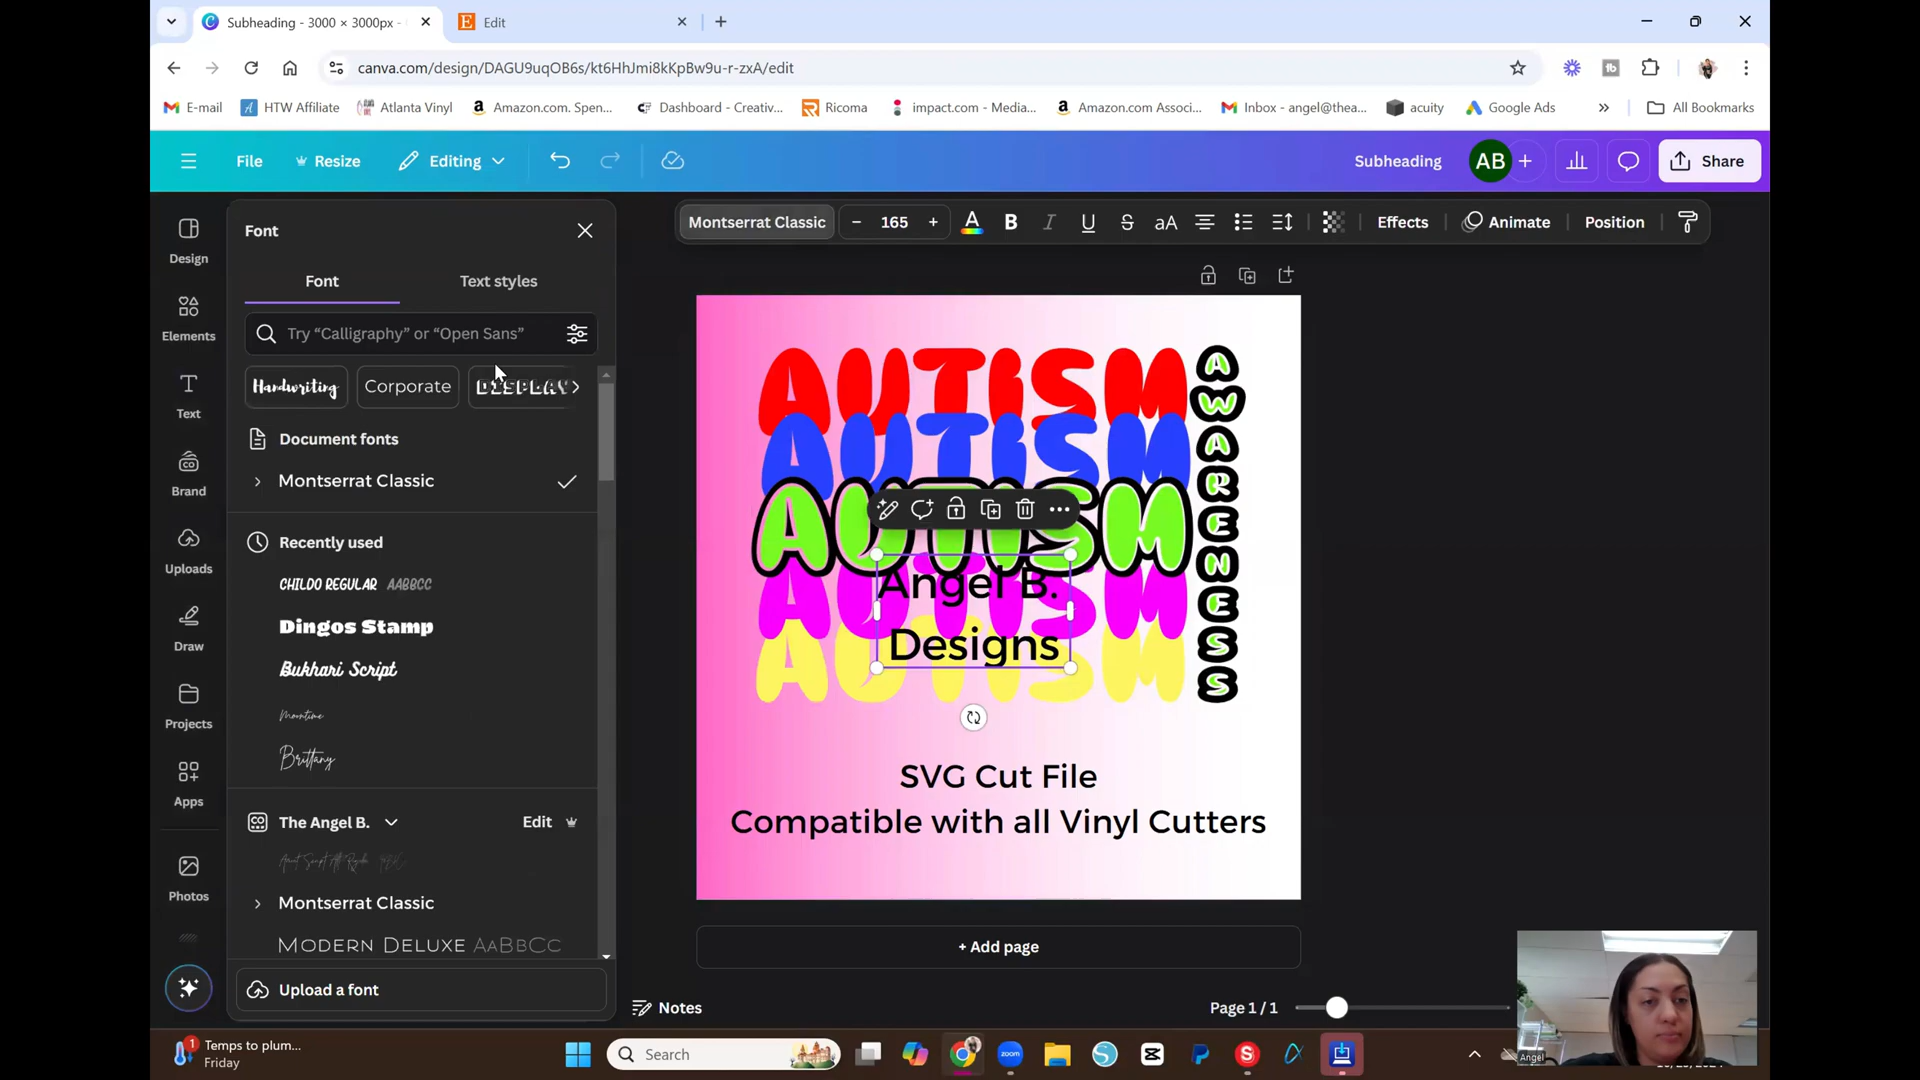 Subheading - 3000 × 3000px -
Edit
canva.com/design/DAGU9uqOB6s/kt6HhJmi8kKpBw9u-r-zxA/edit
E-mail
HTW Affiliate
Atlanta Vinyl
Amazon.com. Spen...
Dashboard - Creativ...
Ricoma
impact.com - Media...
Amazon.com Associ...
Inbox - angel@thea...
acuity
Google Ads
All Bookmarks
File
Resize
Editing
Subheading
AB
Share
Font
Montserrat Classic
165
aA
Effects
Animate
Position
Design
Elements
Text
Brand
Uploads
Draw
Projects
Apps
Photos
Font
Text styles
Try “Calligraphy” or “Open Sans”
Handwriting
Corporate
DISPLAY
Document fonts
Montserrat Classic
Recently used
CHILDO REGULAR AABBCC
Dingos Stamp
Bukhari Script
Moontime
Brittany
The Angel B.
Edit
Montserrat Classic
MODERN DELUXE AABBCC
Upload a font
AUTISM
AUTISM
AUTISM
AUTISM
AUTISM
AWARENESS
Angel B.
Designs
SVG Cut File
Compatible with all Vinyl Cutters
+ Add page
Notes
Page 1 / 1
1
Temps to plum...
Friday
Search
zoom
Angel